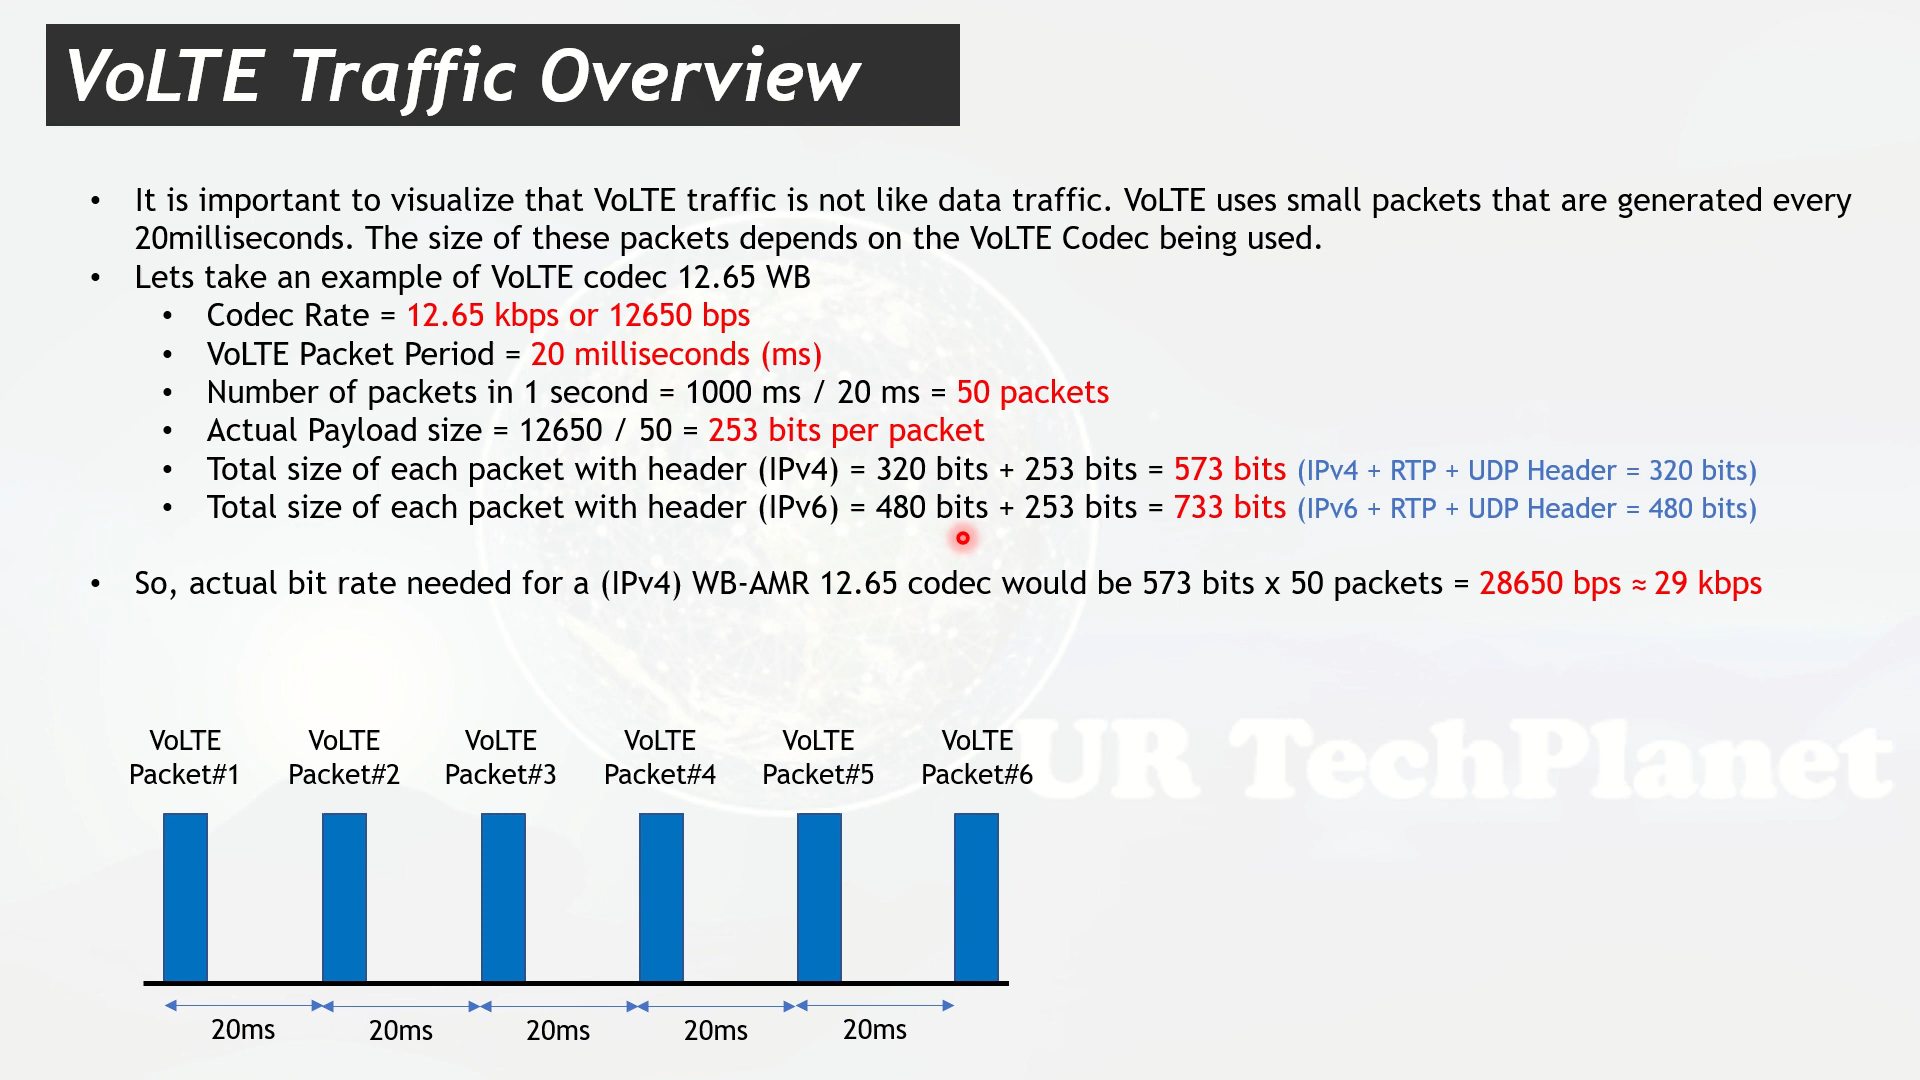 VoLTE Traffic Overview
• It is important to visualize that VoLTE traffic is not like data traffic. VoLTE uses small packets that are generated every
20milliseconds. The size of these packets depends on the VoLTE Codec being used.
• Lets take an example of VoLTE codec 12.65 WB
• Codec Rate = 12.65 kbps or 12650 bps
• VoLTE Packet Period = 20 milliseconds (ms)
• Number of packets in 1 second = 1000 ms / 20 ms = 50 packets
• Actual Payload size = 12650 / 50 = 253 bits per packet
• Total size of each packet with header (IPv4) = 320 bits + 253 bits = 573 bits (IPv4 + RTP + UDP Header = 320 bits)
• Total size of each packet with header (IPv6) = 480 bits + 253 bits = 733 bits (IPv6 + RTP + UDP Header = 480 bits)
• So, actual bit rate needed for a (IPv4) WB-AMR 12.65 codec would be 573 bits x 50 packets = 28650 bps ≈ 29 kbps
VoLTE VoLTE VoLTE VoLTE VoLTE VoLTE
Packet#1 Packet#2 Packet#3 Packet#4 Packet#5 Packet#6
UR TechPlanet
20ms 20ms 20ms 20ms 20ms